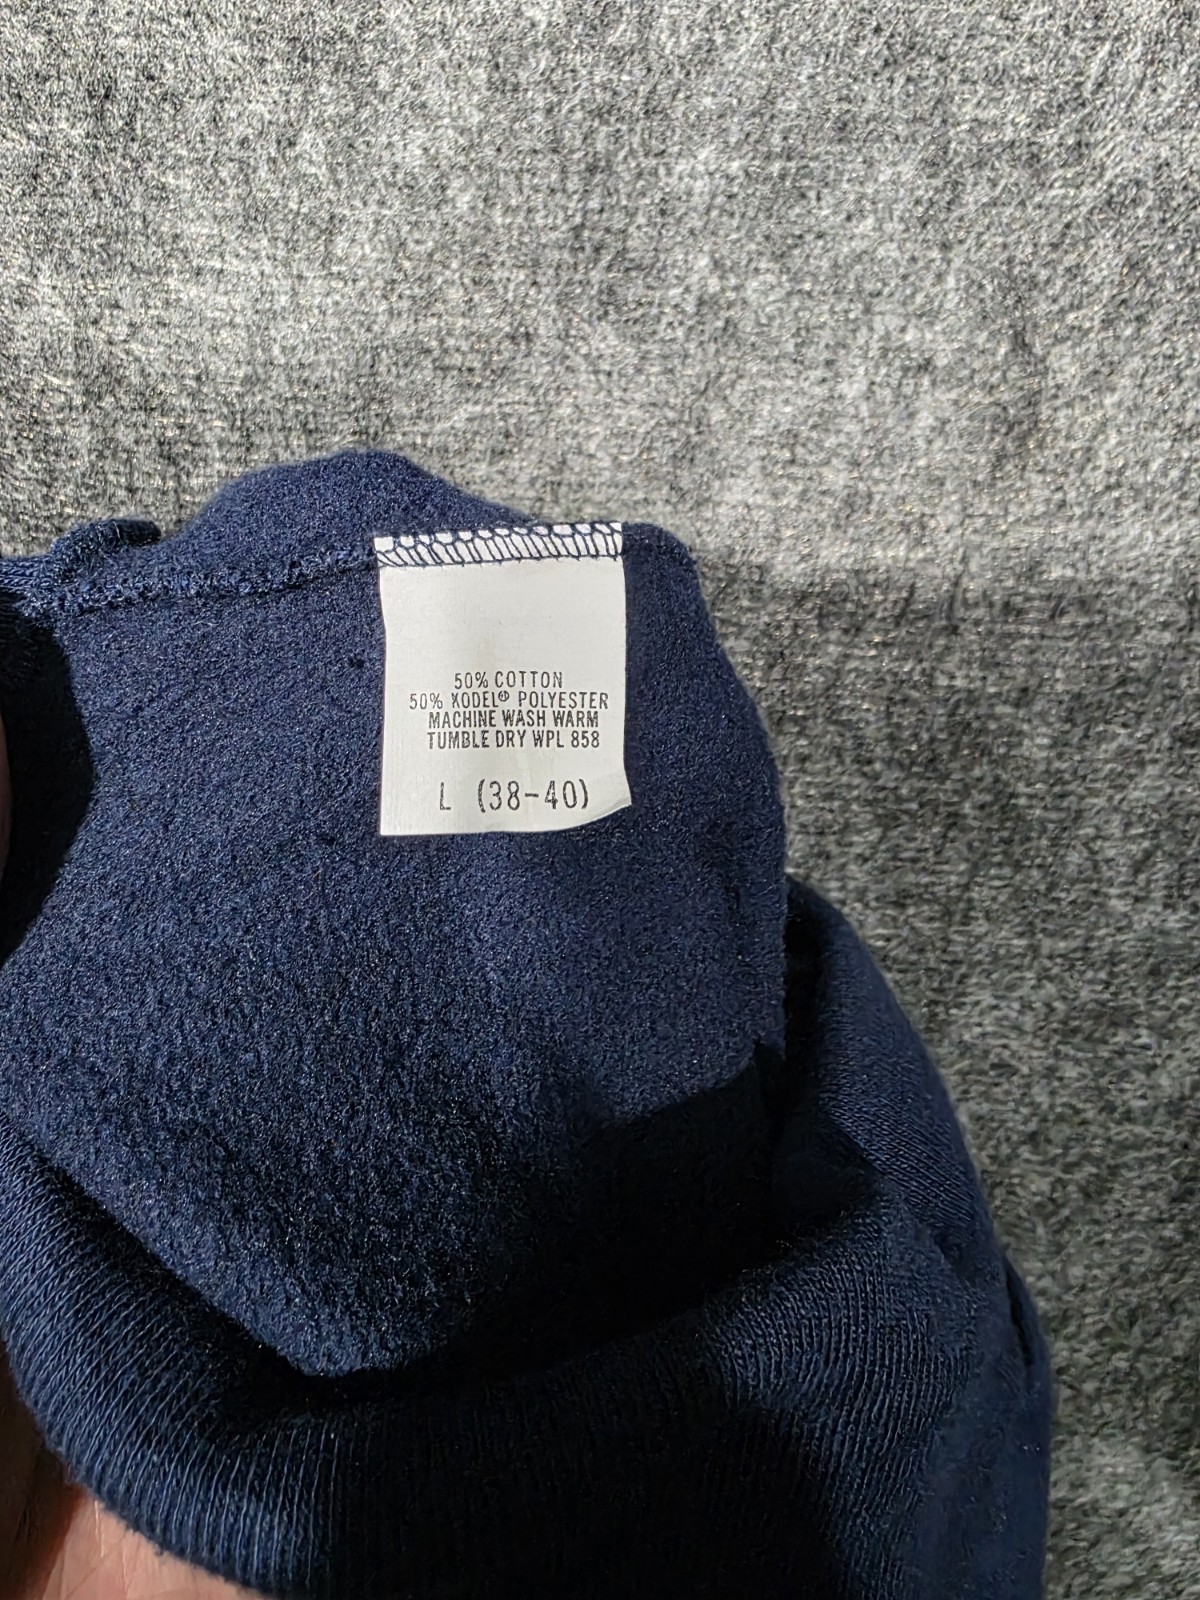 50% COTTON
50% KODEL® POLYESTER
MACHINE WASH WARM
TUMBLE DRY WPL 858
L (38-40)